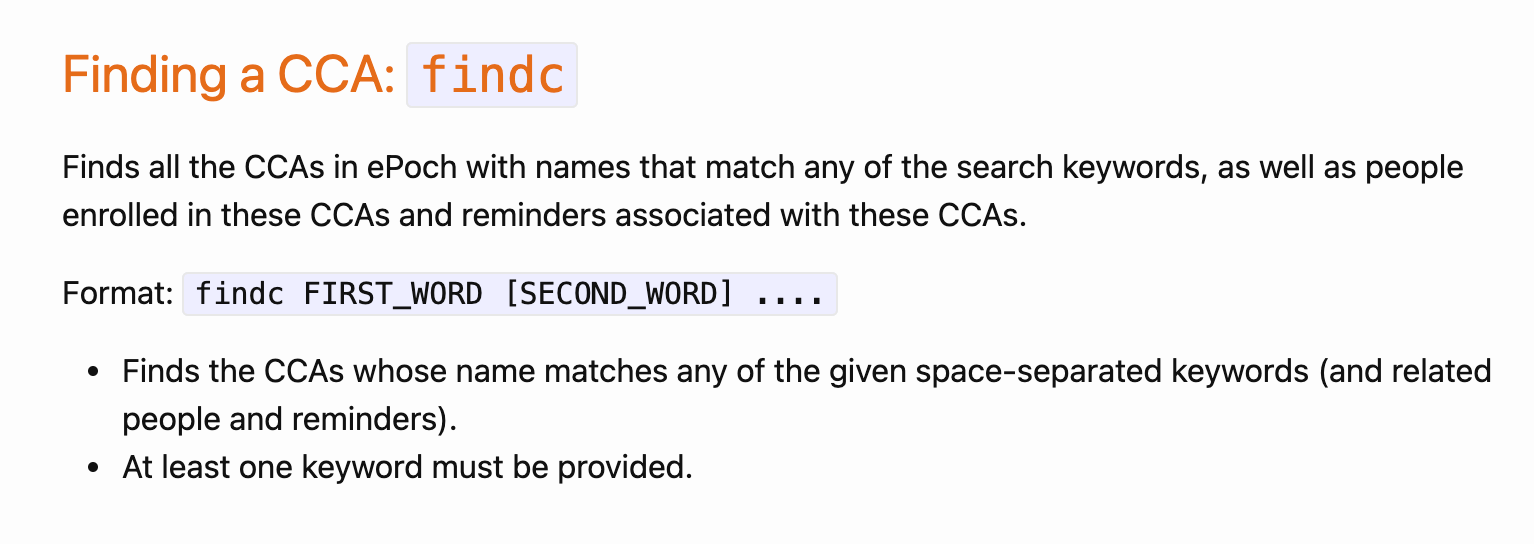 Finding a CCA: findc
Finds all the CCAs in ePoch with names that match any of the search keywords, as well as people
enrolled in these CCAs and reminders associated with these CCAs.
Format: findc FIRST_WORD [SECOND_WORD] ....
• Finds the CCAs whose name matches any of the given space-separated keywords (and related
people and reminders).
• At least one keyword must be provided.